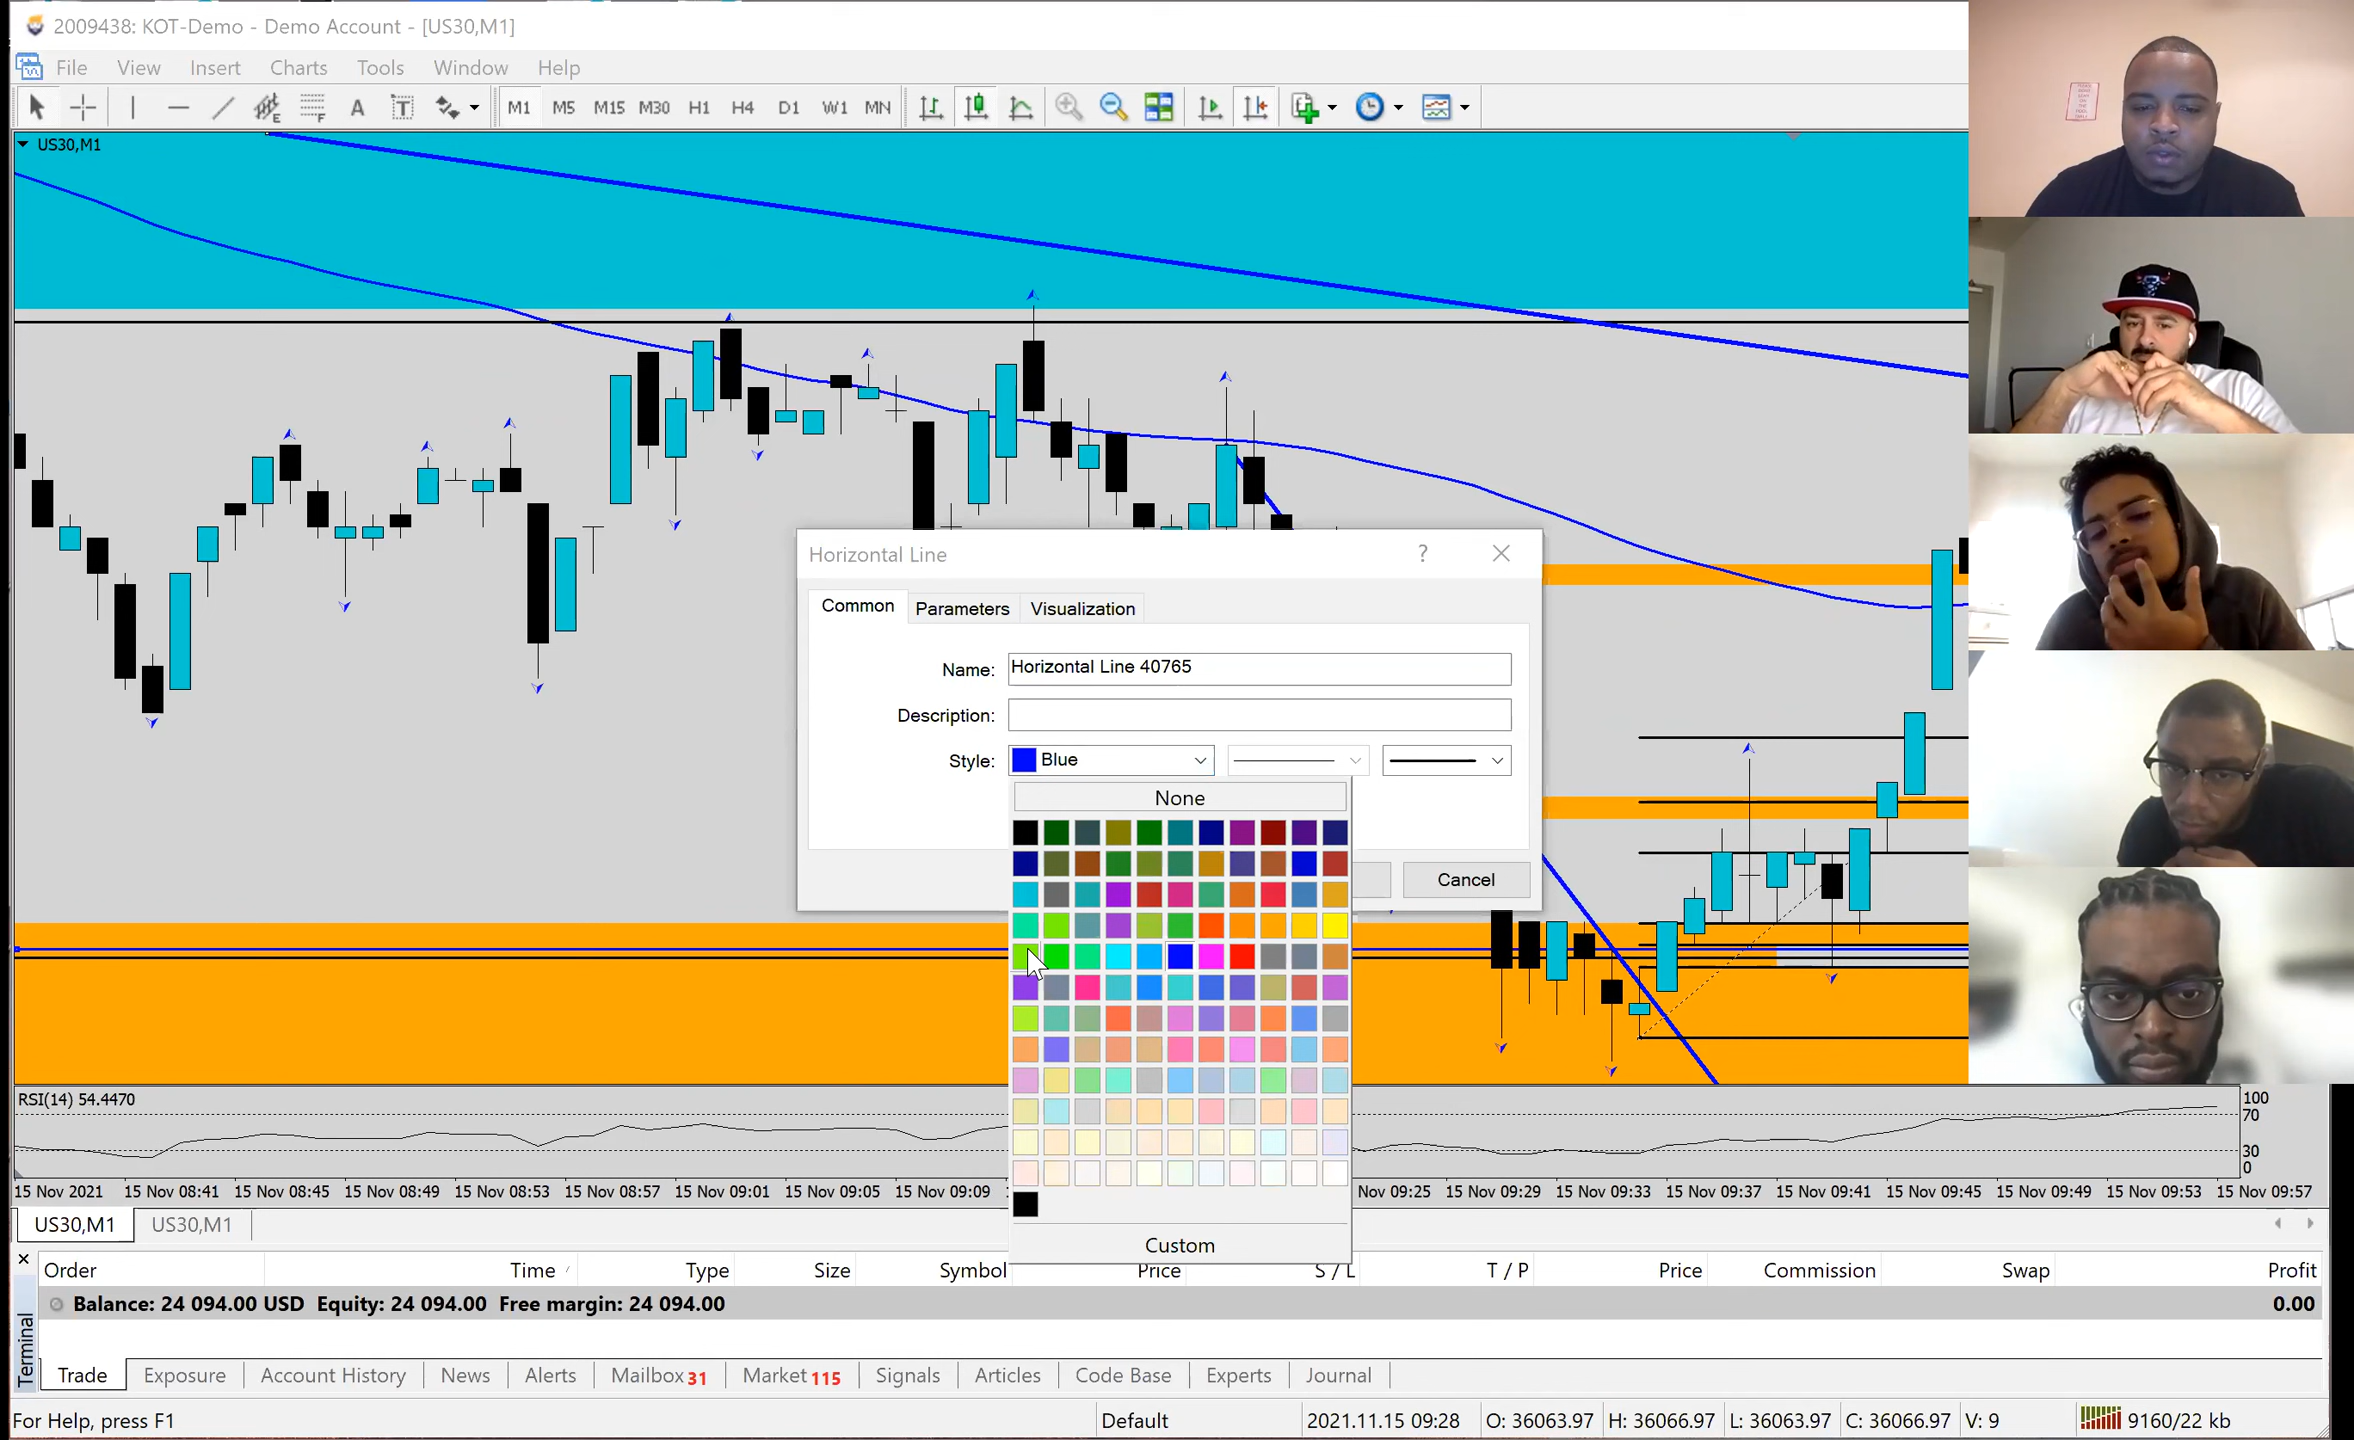 2009438: KOT-Demo - Demo Account - [US30,M1]
File View Insert Charts Tools Window Help
A T M1 M5 M15 M30 H1 H4 D1 W1 MN
US30,M1
Horizontal Line ?
Common Parameters Visualization
Name: Horizontal Line 40765
Description:
Style: Blue
None
Cancel
Custom
RSI(14) 54.4470
100
70
30
0
15 Nov 2021 15 Nov 08:41 15 Nov 08:45 15 Nov 08:49 15 Nov 08:53 15 Nov 08:57 15 Nov 09:01 15 Nov 09:05 15 Nov 09:09 Nov 09:25 15 Nov 09:29 15 Nov 09:33 15 Nov 09:37 15 Nov 09:41 15 Nov 09:45 15 Nov 09:49 15 Nov 09:53 15 Nov 09:57
US30,M1 US30,M1
Order Time Type Size Symbol Price S / L T / P Price Commission Swap Profit
Balance: 24 094.00 USD Equity: 24 094.00 Free margin: 24 094.00 0.00
Terminal
Trade Exposure Account History News Alerts Mailbox 31 Market 115 Signals Articles Code Base Experts Journal
For Help, press F1 Default 2021.11.15 09:28 O: 36063.97 H: 36066.97 L: 36063.97 C: 36066.97 V: 9 9160/22 kb